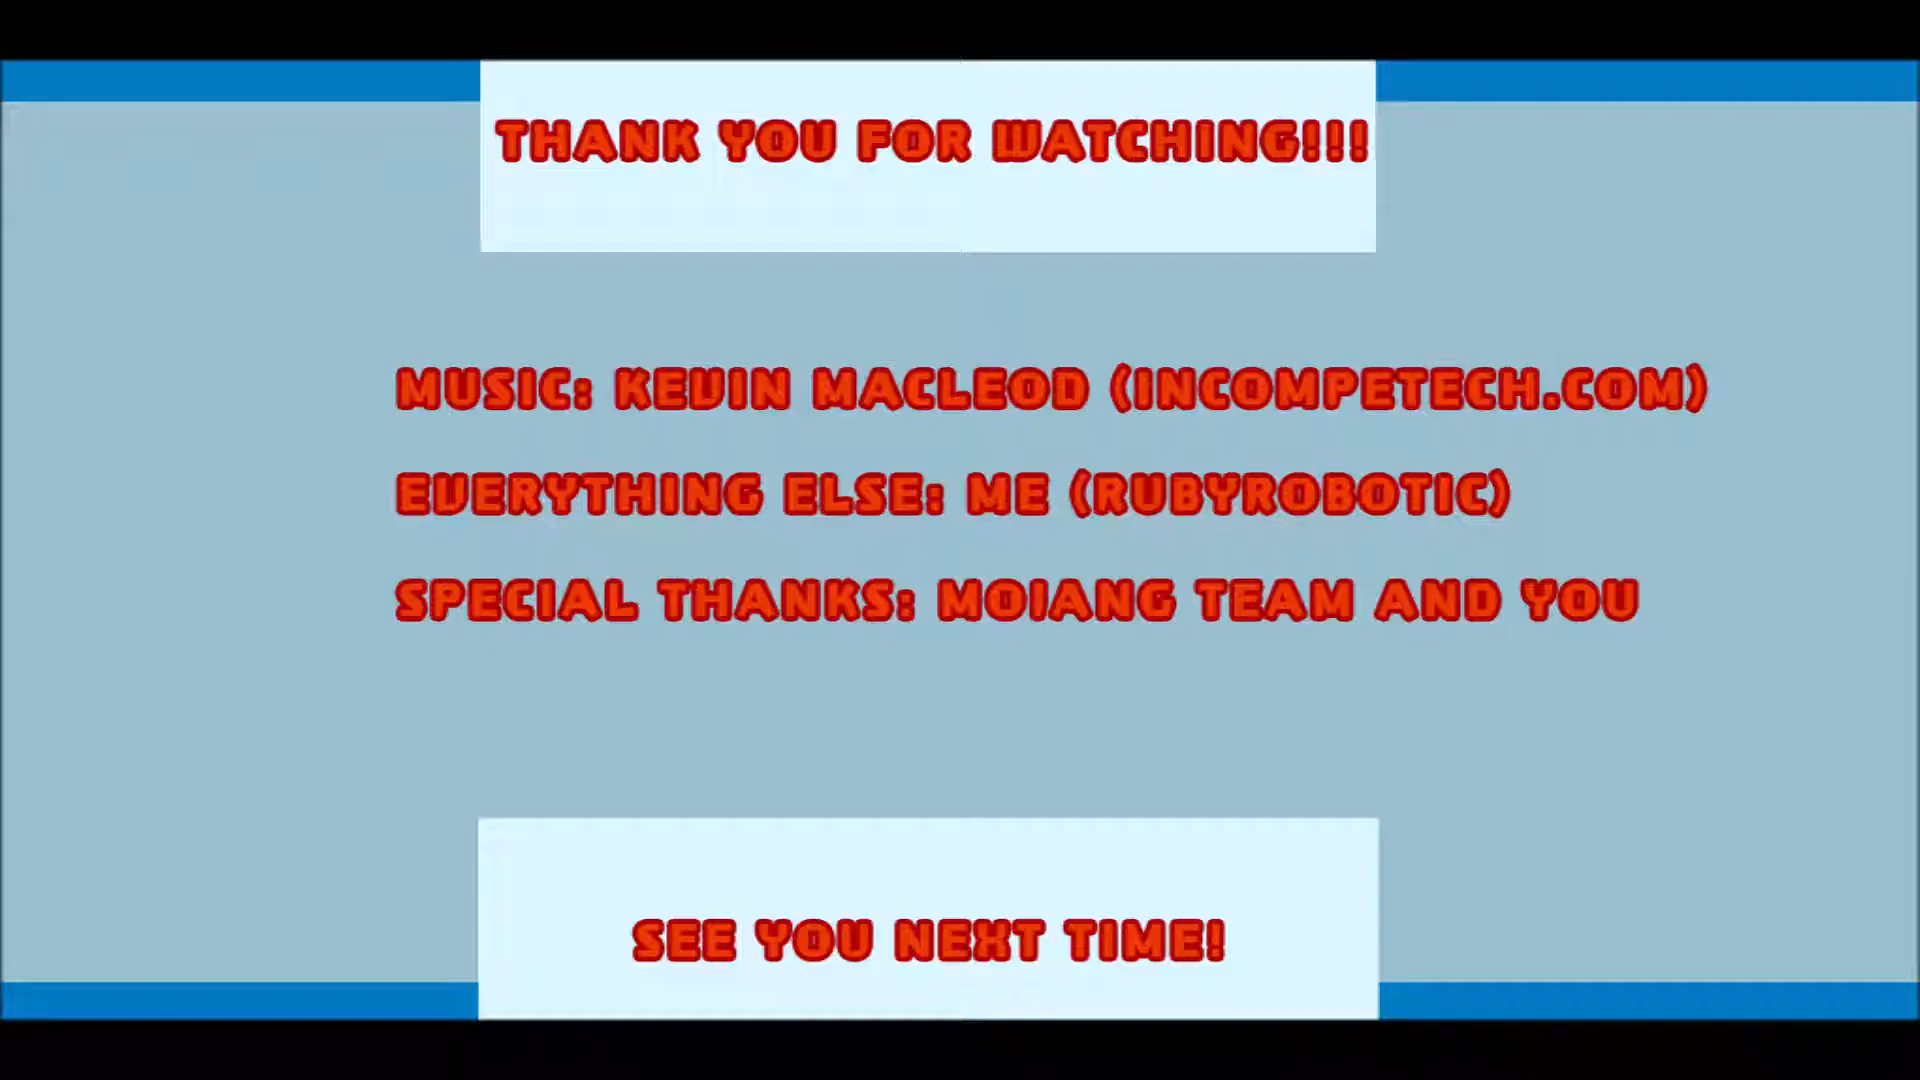 THANK YOU FOR WATCHING!!!
MUSIC: KEVIN MACLEOD (INCOMPETECH.COM)
EVERYTHING ELSE: ME (RUBYROBOTIC)
SPECIAL THANKS: MOIANG TEAM AND YOU
SEE YOU NEXT TIME!